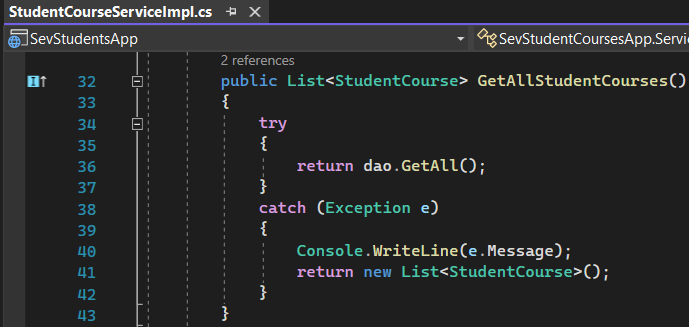 StudentCourseServiceImpl.cs
SevStudentsApp SevStudentCoursesApp.Servi
2 references
32 public List<StudentCourse> GetAllStudentCourses()
33 {
34 try
35 {
36 return dao.GetAll();
37 }
38 catch (Exception e)
39 {
40 Console.WriteLine(e.Message);
41 return new List<StudentCourse>();
42 }
43 }